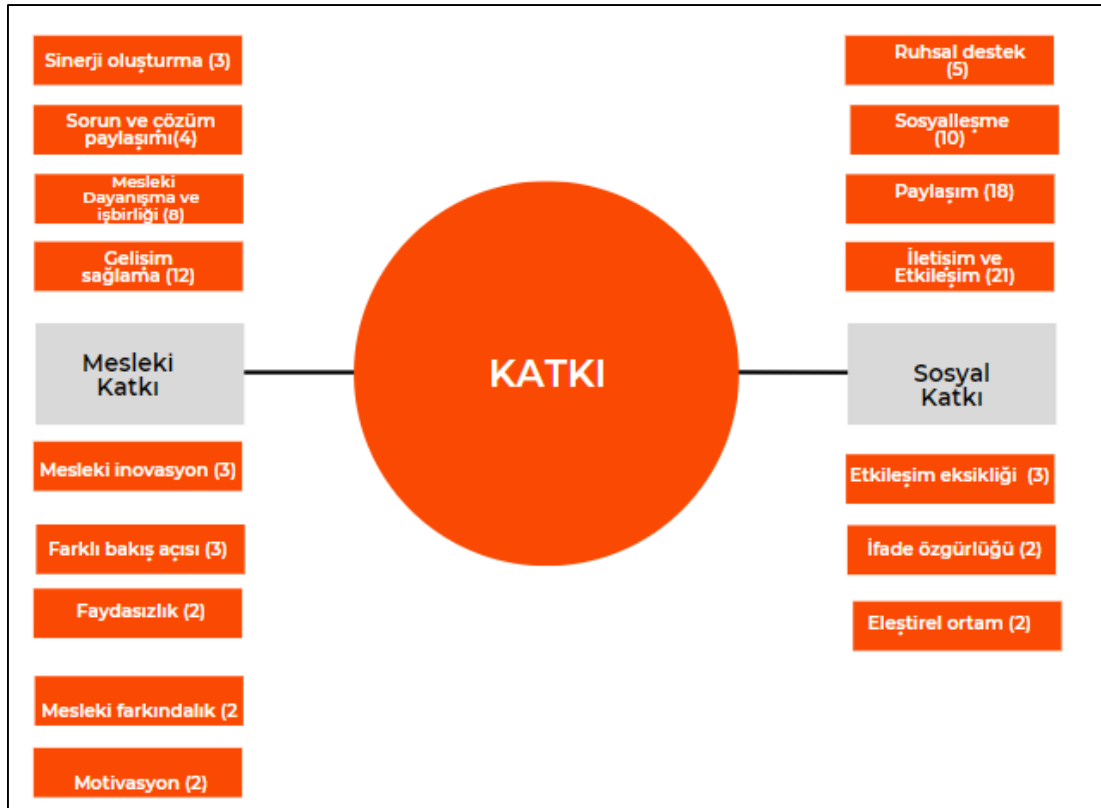 Sinerji oluşturma (3)
Sorun ve çözüm
paylaşımı(4)
Mesleki
Dayanışma ve
işbirliği (8)
Gelişim
sağlama (12)
Mesleki
Katkı
Mesleki inovasyon (3)
Farklı bakış açısı (3)
Faydasızlık (2)
Mesleki farkındalık (2
Motivasyon (2)
KATKI
Ruhsal destek
(5)
Sosyalleşme
(10)
Paylaşım (18)
İletişim ve
Etkileşim (21)
Sosyal
Katkı
Etkileşim eksikliği (3)
İfade özgürlüğü (2)
Eleştirel ortam (2)